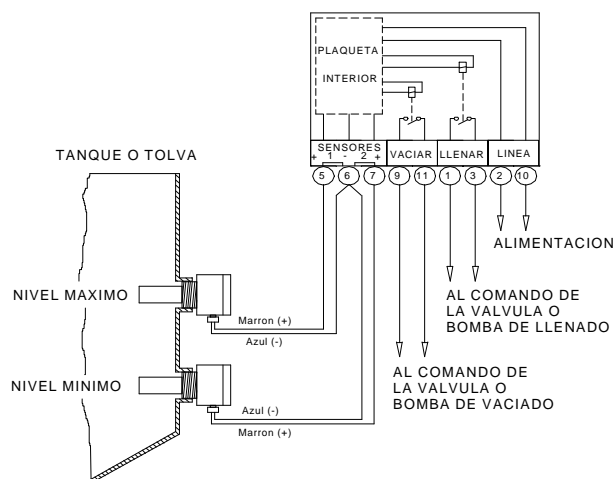 PLAQUETA
INTERIOR
SENSORES
+ 1 - 2 +
VACIAR
LLENAR
LINEA
5
6
7
9
11
1
3
2
10
TANQUE O TOLVA
ALIMENTACION
NIVEL MAXIMO
Marron (+)
Azul (-)
AL COMANDO DE
LA VALVULA O
BOMBA DE LLENADO
NIVEL MINIMO
Azul (-)
Marron (+)
AL COMANDO DE
LA VALVULA O
BOMBA DE VACIADO